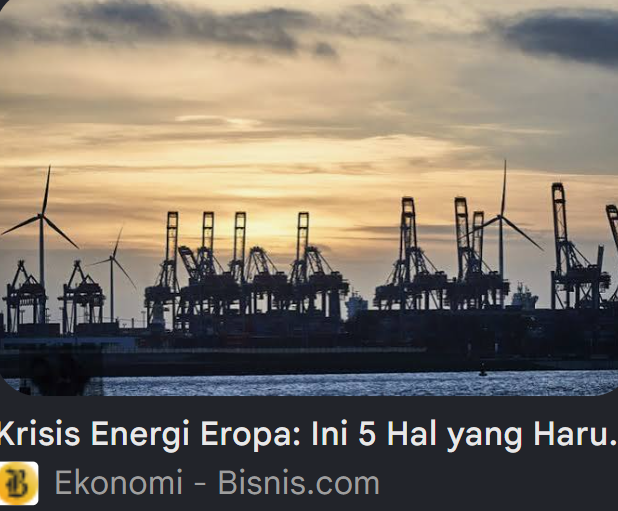 Krisis Energi Eropa: Ini 5 Hal yang Haru.
B
Ekonomi - Bisnis.com